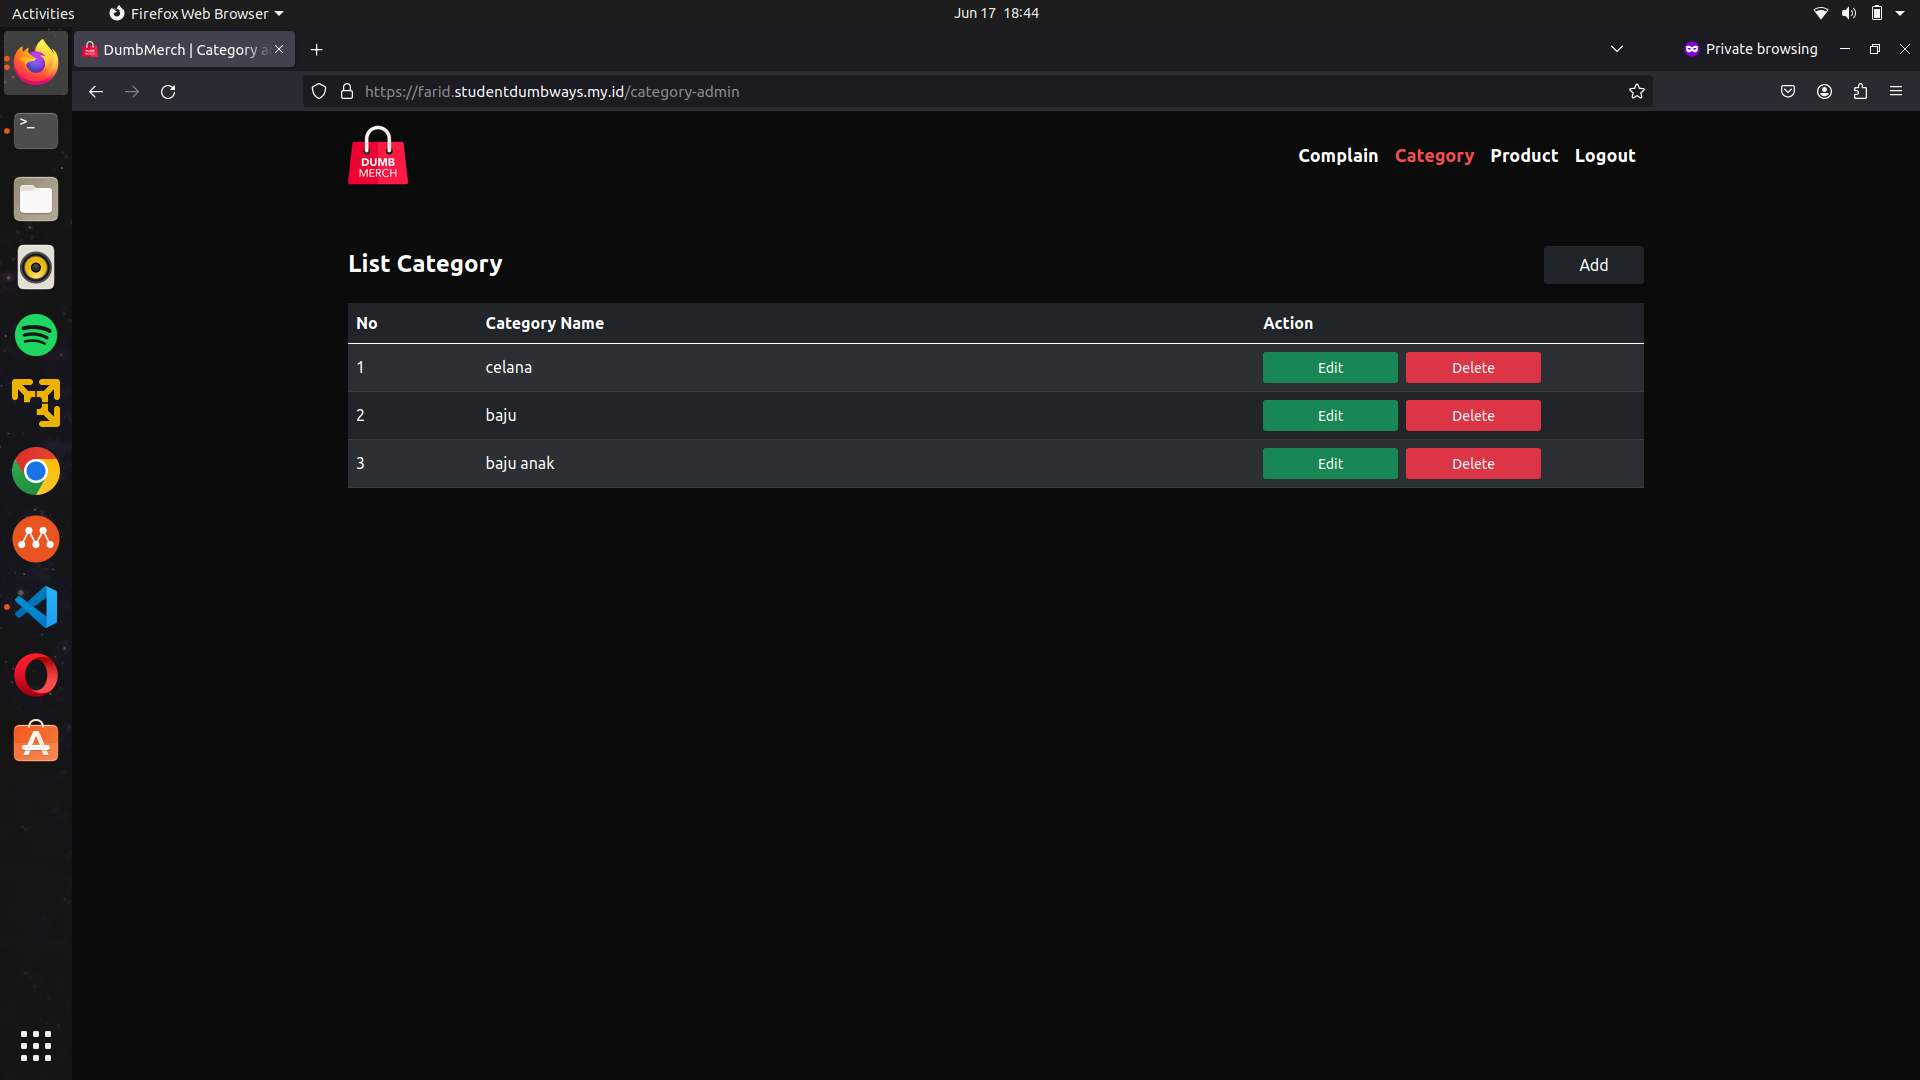 Activities Firefox Web Browser Jun 17 18:44
DumbMerch | Category a Private browsing
https://farid.studentdumbways.my.id/category-admin
DUMB
MERCH
Complain Category Product Logout
List Category Add
No Category Name Action
1 celana Edit Delete
2 baju Edit Delete
3 baju anak Edit Delete